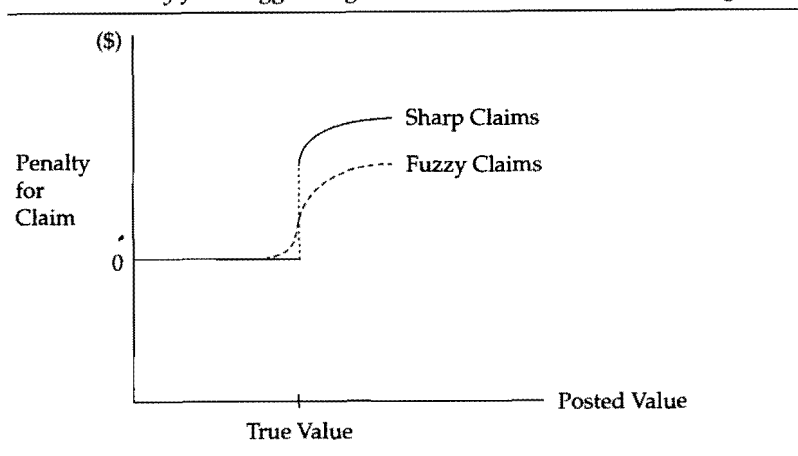 ($)
Sharp Claims
Fuzzy Claims
Penalty
for
Claim
0
Posted Value
True Value